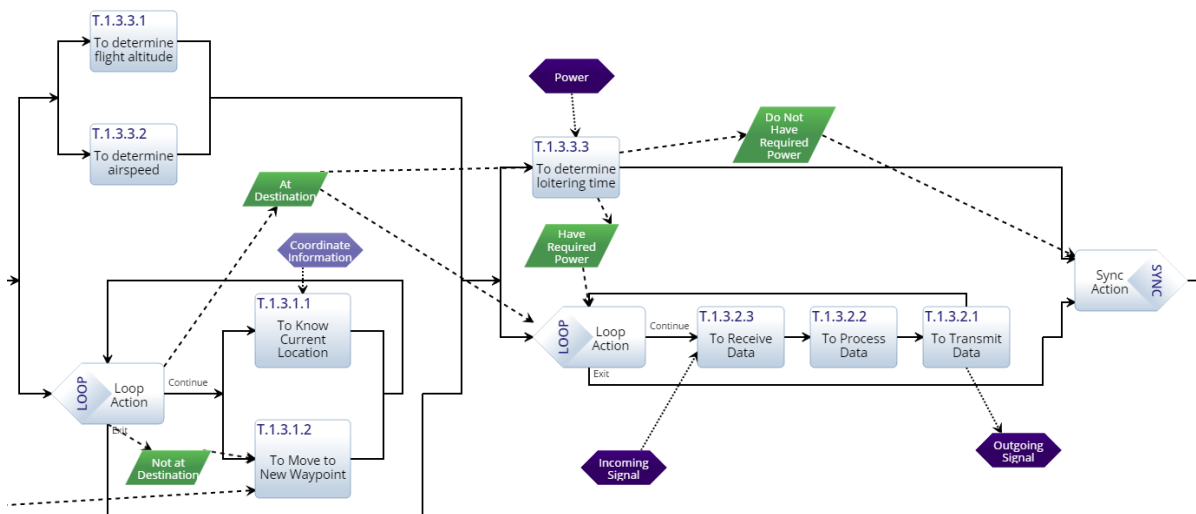 T.1.3.3.1
To determine
flight altitude
T.1.3.3.2
To determine
airspeed
At
Destination
Coordinate
Information
T.1.3.1.1
To Know
Current
Location
LOOP
Loop
Action
Continue
Exit
T.1.3.1.2
To Move to
New Waypoint
Not at
Destination
Power
T.1.3.3.3
To determine
loitering time
Do Not
Have
Required
Power
Have
Required
Power
LOOP
Loop
Action
Continue
Exit
T.1.3.2.3
To Receive
Data
T.1.3.2.2
To Process
Data
T.1.3.2.1
To Transmit
Data
Incoming
Signal
Outgoing
Signal
Sync
Action
SYNC